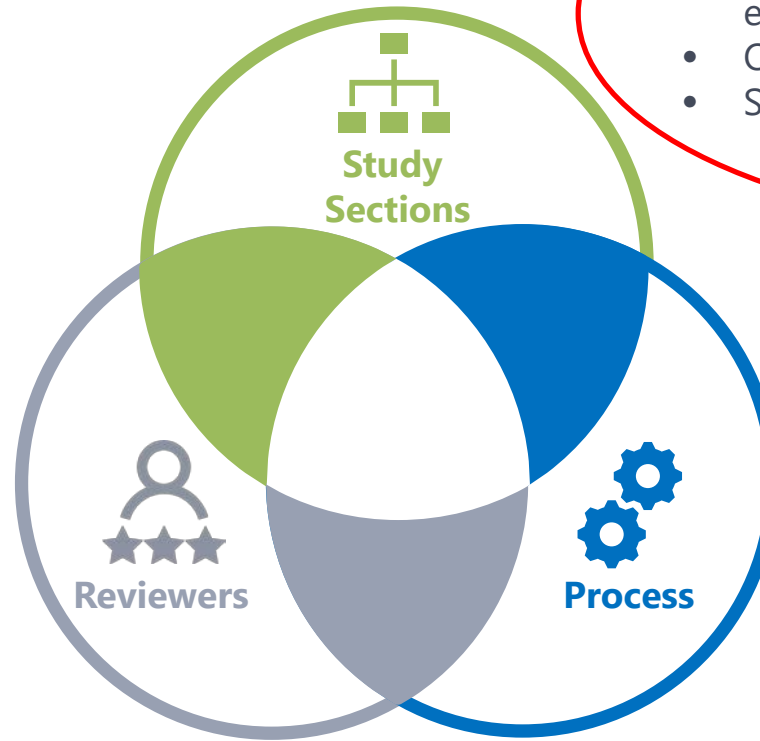 e
• C
• S
Study
Sections
Reviewers
Process